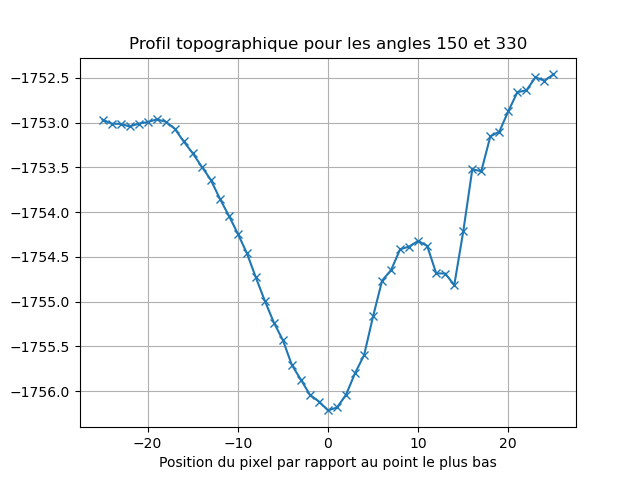 Profil topographique pour les angles 150 et 330
−1752.5
−1753.0
−1753.5
−1754.0
−1754.5
−1755.0
−1755.5
−1756.0
−20 −10 0 10 20
Position du pixel par rapport au point le plus bas